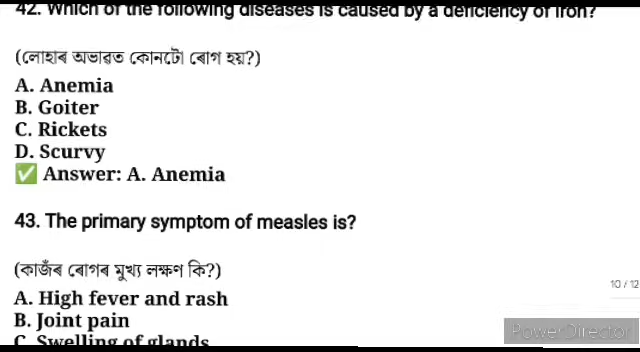 42. Which of the following diseases is caused by a deficiency of iron?
(লোহাৰ অভাৱত কোনটো ৰোগ হয়?)
A. Anemia
B. Goiter
C. Rickets
D. Scurvy
✅ Answer: A. Anemia
43. The primary symptom of measles is?
(কাজঁৰ ৰোগৰ মুখ্য লক্ষণ কি?)
10 / 12
A. High fever and rash
B. Joint pain
C. Swelling of glands
PowerDirector